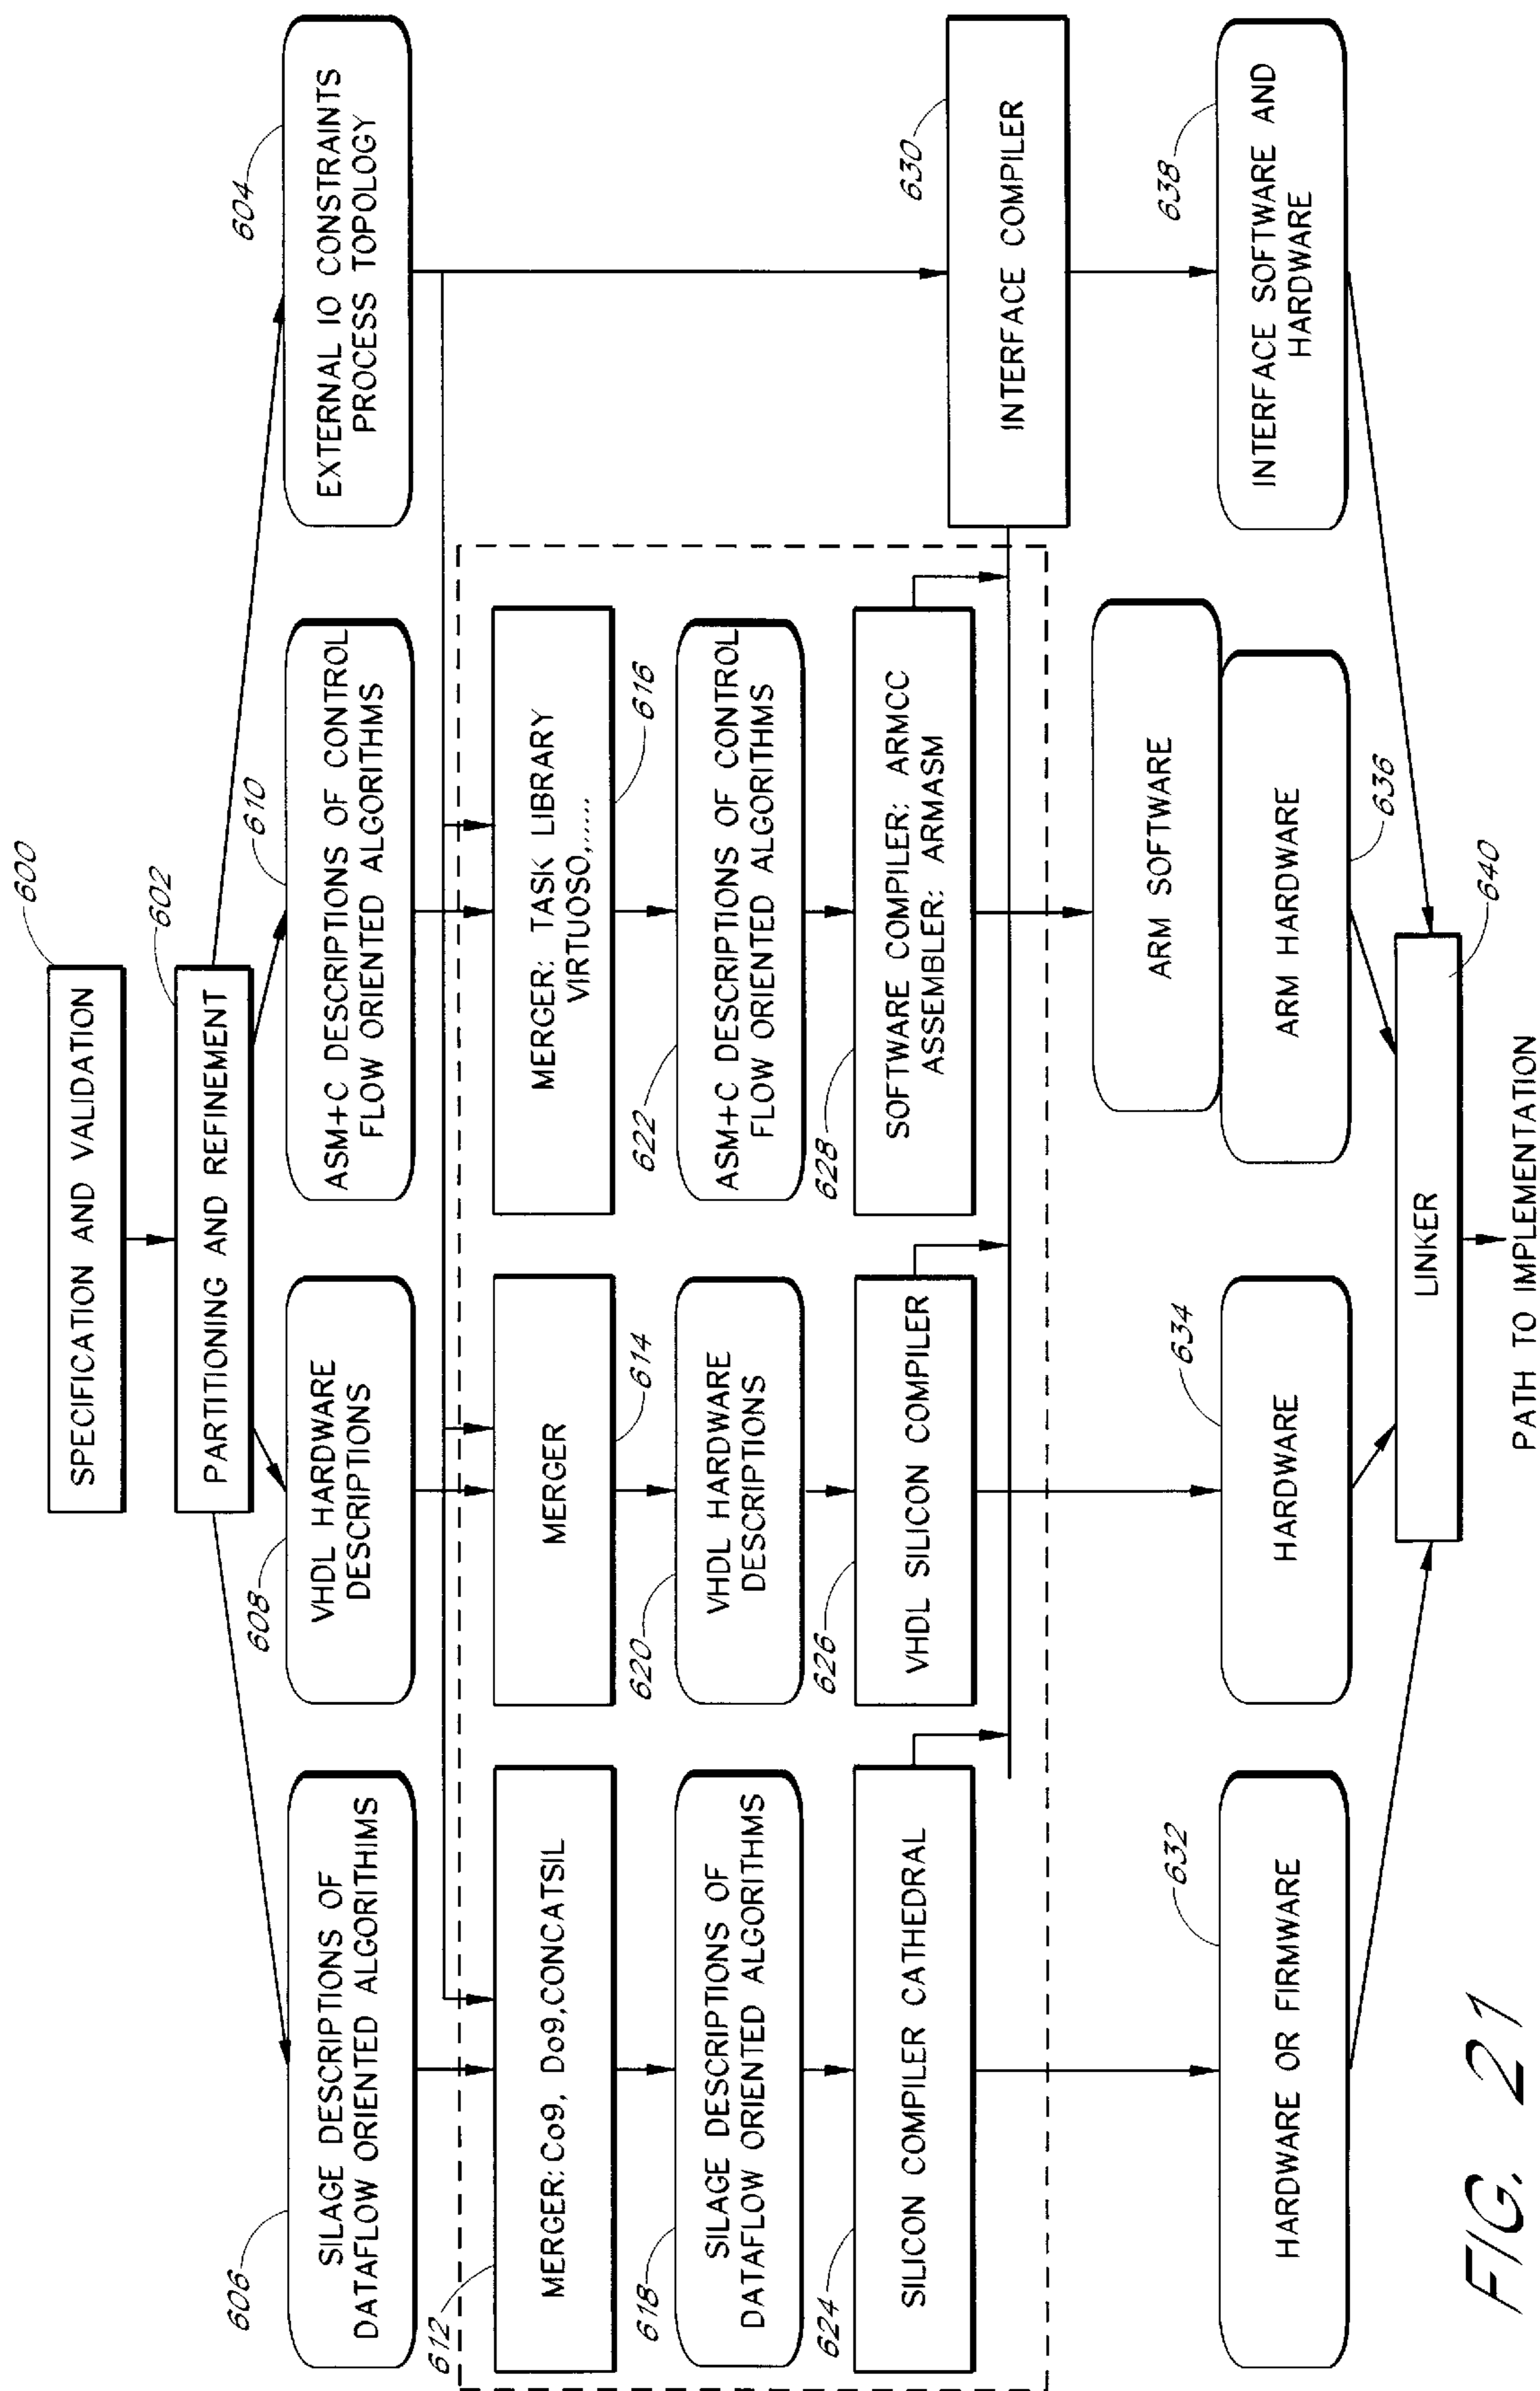 600
SPECIFICATION AND VALIDATION
602
PARTITIONING AND REFINEMENT
604
EXTERNAL IO CONSTRAINTS
PROCESS TOPOLOGY
606
SILAGE DESCRIPTIONS OF
DATAFLOW ORIENTED ALGORITHIMS
608
VHDL HARDWARE
DESCRIPTIONS
610
ASM+C DESCRIPTIONS OF CONTROL
FLOW ORIENTED ALGORITHMS
612
MERGER: Co9, Do9, CONCATSIL
MERGER
614
MERGER: TASK LIBRARY
VIRTUOSO,.....
616
618
SILAGE DESCRIPTIONS OF
DATAFLOW ORIENTED ALGORITHMS
620
VHDL HARDWARE
DESCRIPTIONS
622
ASM+C DESCRIPTIONS OF CONTROL
FLOW ORIENTED ALGORITHMS
624
SILICON COMPILER CATHEDRAL
626
VHDL SILICON COMPILER
628
SOFTWARE COMPILER: ARMCC
ASSEMBLER: ARMASM
630
INTERFACE COMPILER
632
HARDWARE OR FIRMWARE
634
HARDWARE
ARM SOFTWARE
ARM HARDWARE
636
638
INTERFACE SOFTWARE AND
HARDWARE
LINKER
640
PATH TO IMPLEMENTATION
FIG. 21